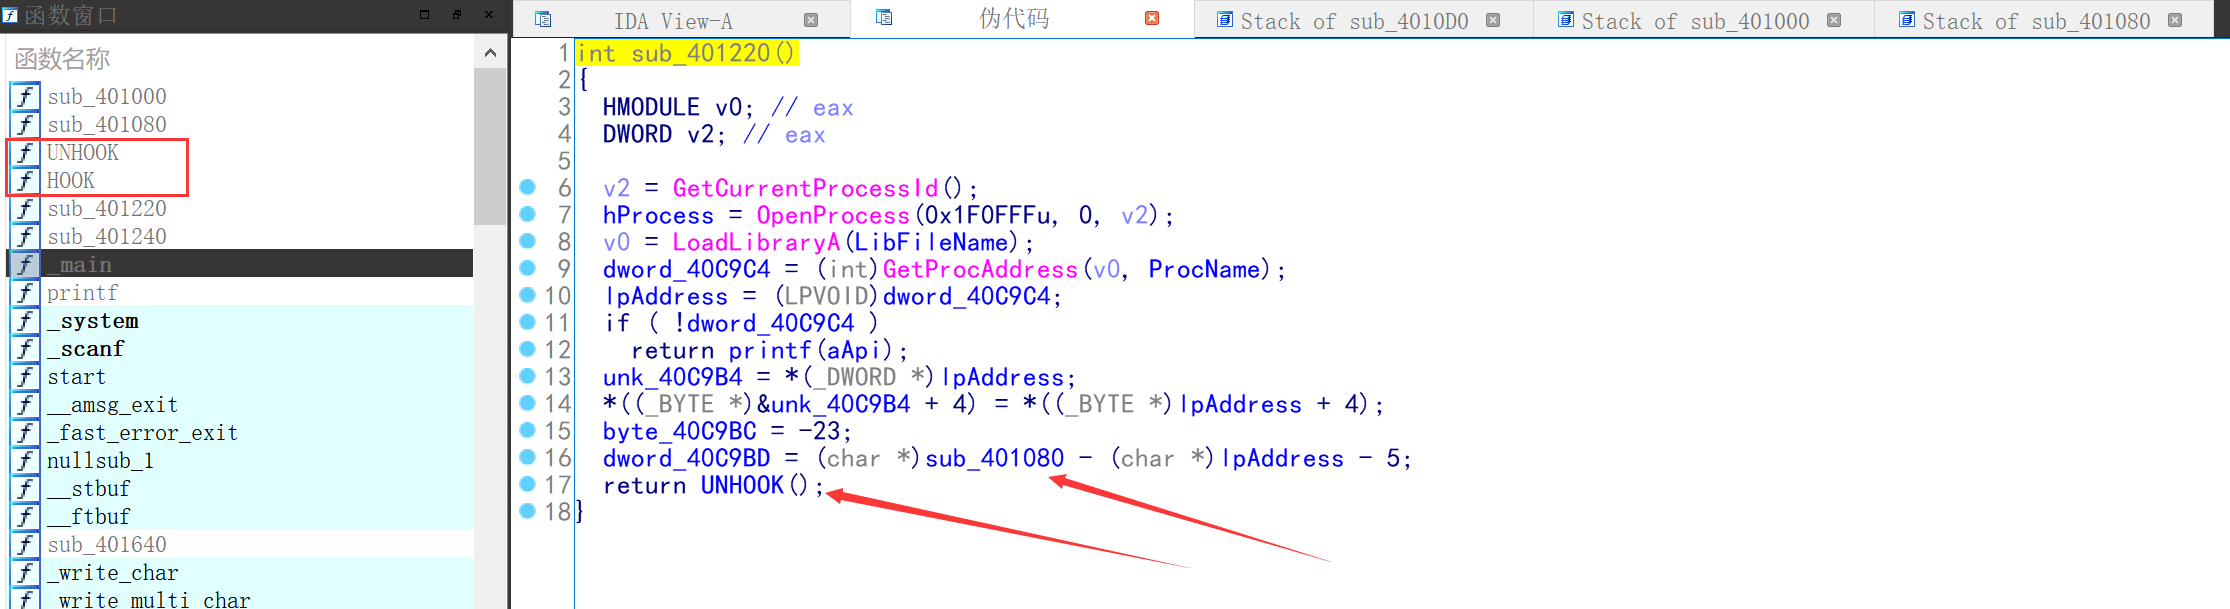 函数窗口
函数名称
sub_401000
sub_401080
UNHOOK
HOOK
sub_401220
sub_401240
_main
printf
_system
_scanf
start
__amsg_exit
_fast_error_exit
nullsub_1
__stbuf
__ftbuf
sub_401640
_write_char
_write_multi_char
IDA View-A
伪代码
Stack of sub_4010D0
Stack of sub_401000
Stack of sub_401080
1 int sub_401220()
2 {
3 HMODULE v0; // eax
4 DWORD v2; // eax
5
6 v2 = GetCurrentProcessId();
7 hProcess = OpenProcess(0x1F0FFFu, 0, v2);
8 v0 = LoadLibraryA(LibFileName);
9 dword_40C9C4 = (int)GetProcAddress(v0, ProcName);
10 lpAddress = (LPVOID)dword_40C9C4;
11 if ( !dword_40C9C4 )
12 return printf(aApi);
13 unk_40C9B4 = *(_DWORD *)lpAddress;
14 *((_BYTE *)&unk_40C9B4 + 4) = *((_BYTE *)lpAddress + 4);
15 byte_40C9BC = -23;
16 dword_40C9BD = (char *)sub_401080 - (char *)lpAddress - 5;
17 return UNHOOK();
18 }